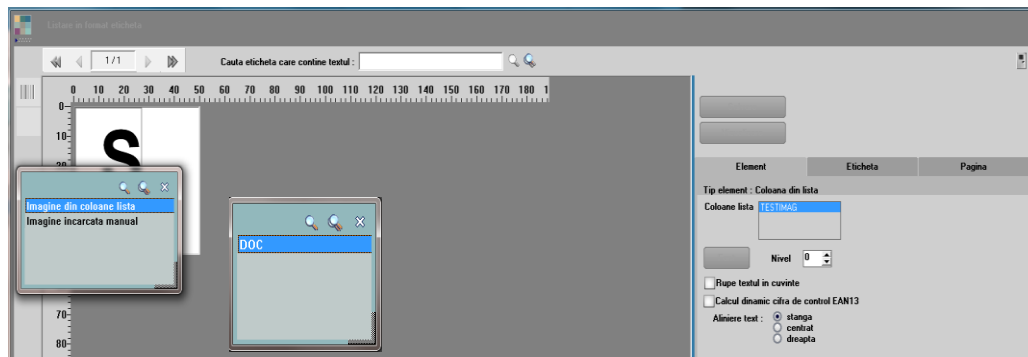 Listare in format eticheta
1/1
Cauta eticheta care contine textul :
0 10 20 30 40 50 60 70 80 90 100 110 120 130 140 150 160 170 180 1
0
10
20
70
80
S
Imagine din coloane lista
Imagine incarcata manual
DOC
Element Eticheta Pagina
Tip element : Coloana din lista
Coloane lista TESTIMAG
Nivel 0
Rupe textul in cuvinte
Calcul dinamic cifra de control EAN13
Aliniere text : stanga
centrat
dreapta